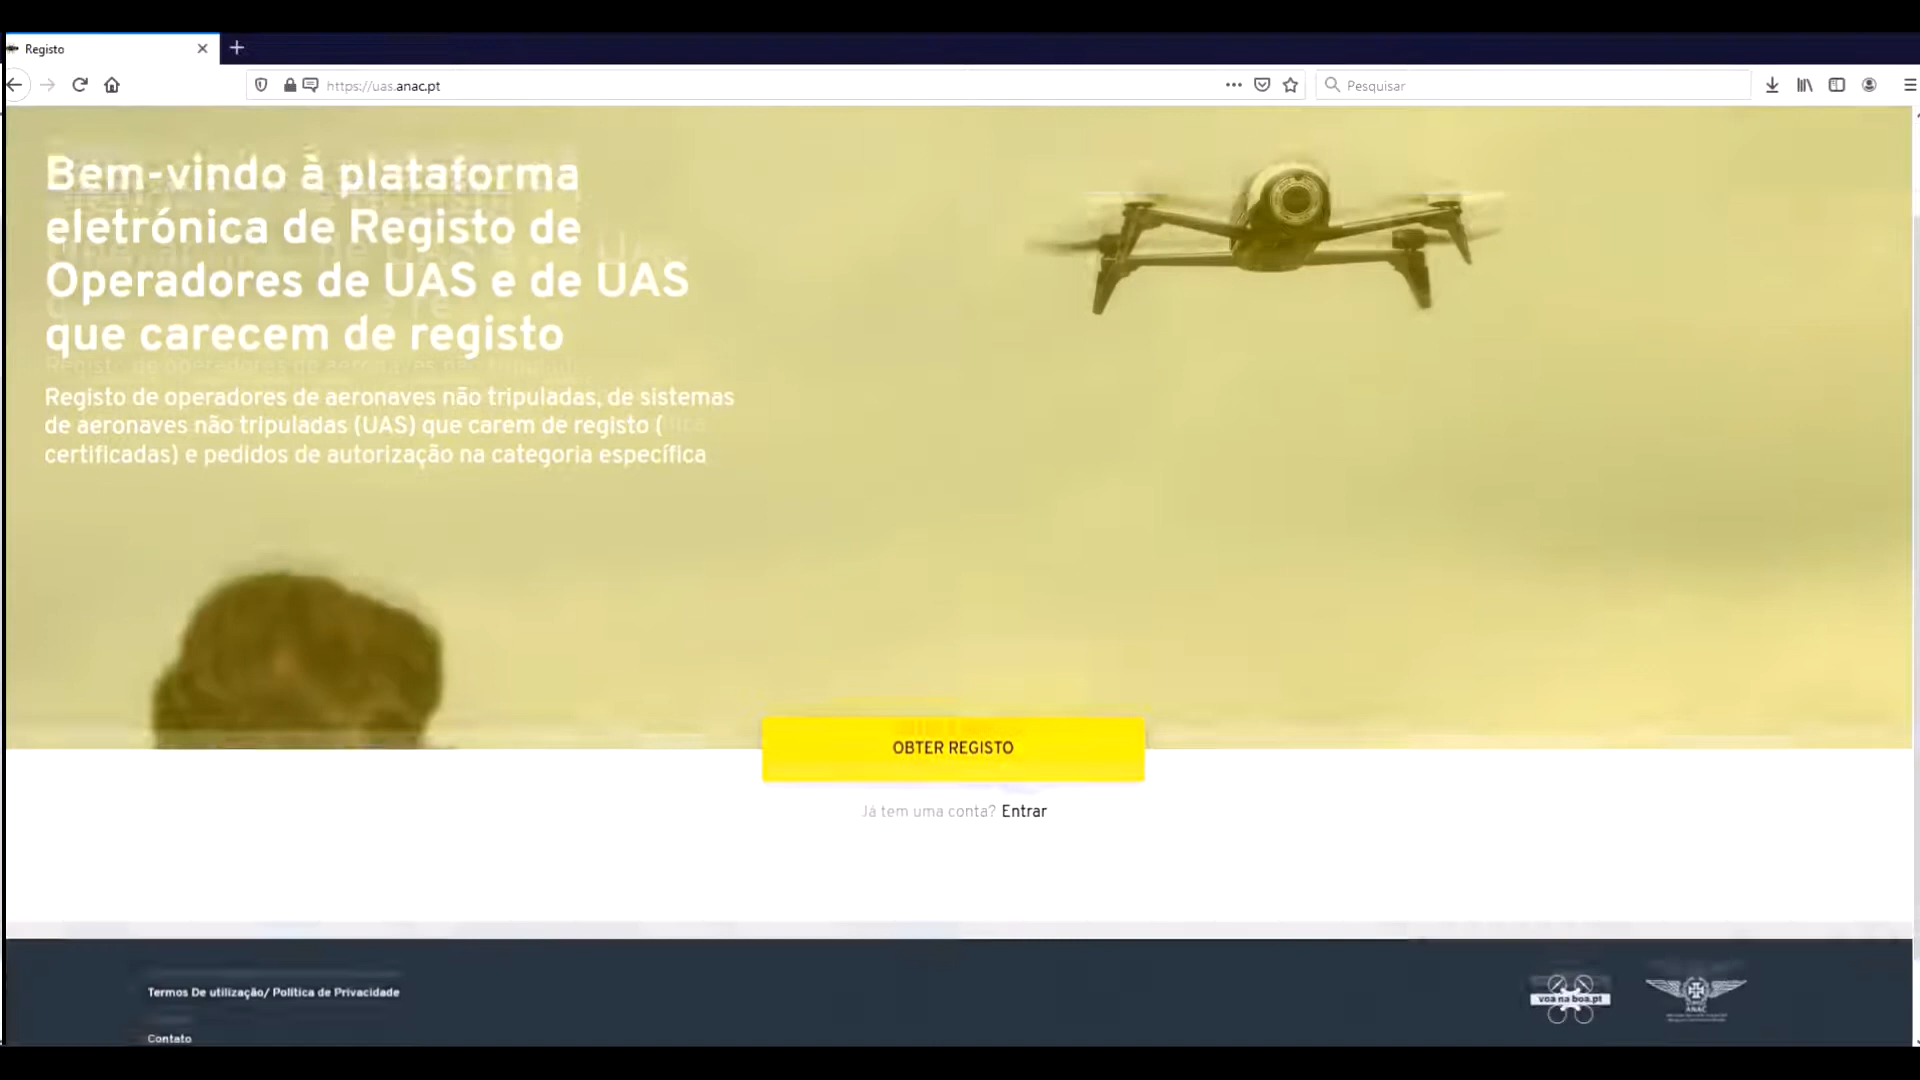 Registo
https://uas.anac.pt
Pesquisar
Bem-vindo à plataforma
eletrónica de Registo de
Operadores de UAS e de UAS
que carecem de registo
Registo de operadores de aeronaves não tripuladas, de sistemas
de aeronaves não tripuladas (UAS) que carem de registo (
certificadas) e pedidos de autorização na categoria específica
OBTER REGISTO
Já tem uma conta? Entrar
Termos De utilização/ Política de Privacidade
voa na boa.pt
ANAC
Contato